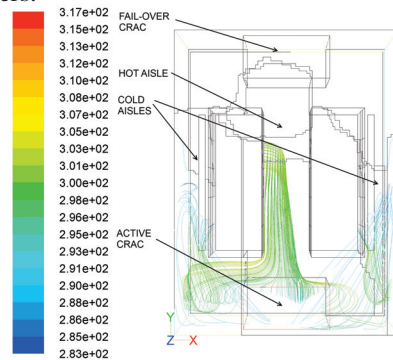 3.17e+02
3.15e+02
3.13e+02
3.12e+02
3.10e+02
3.08e+02
3.07e+02
3.05e+02
3.03e+02
3.01e+02
3.00e+02
2.98e+02
2.96e+02
2.95e+02
2.93e+02
2.91e+02
2.90e+02
2.88e+02
2.86e+02
2.85e+02
2.83e+02
FAIL-OVER
CRAC
HOT AISLE
COLD
AISLES
ACTIVE
CRAC
Y
Z X